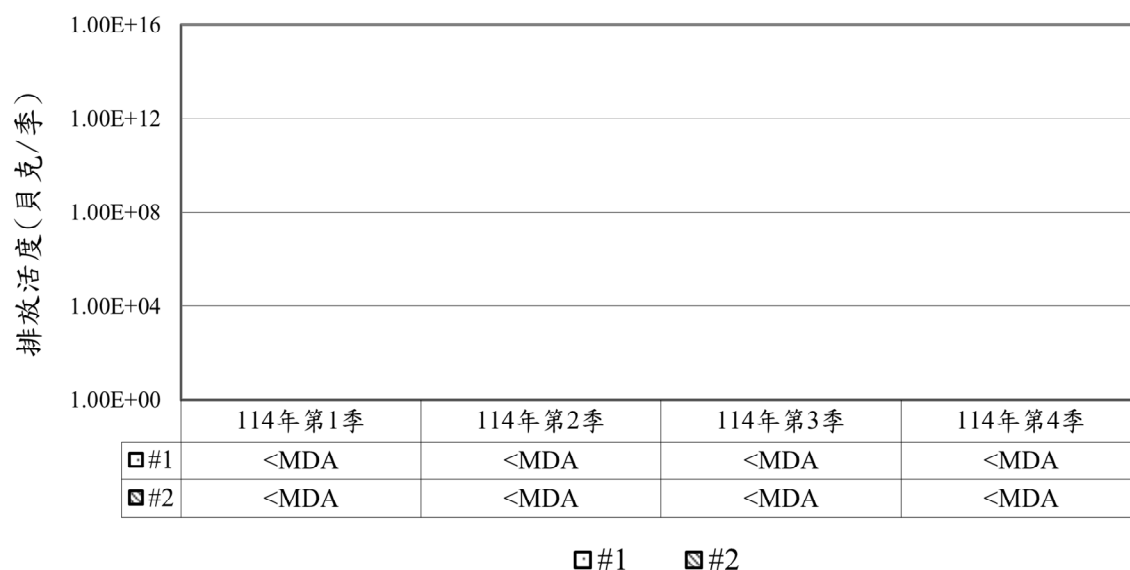 排放活度(貝克/季)
1.00E+16
1.00E+12
1.00E+08
1.00E+04
1.00E+00
114年第1季 114年第2季 114年第3季 114年第4季
#1 <MDA <MDA <MDA <MDA
#2 <MDA <MDA <MDA <MDA
#1 #2